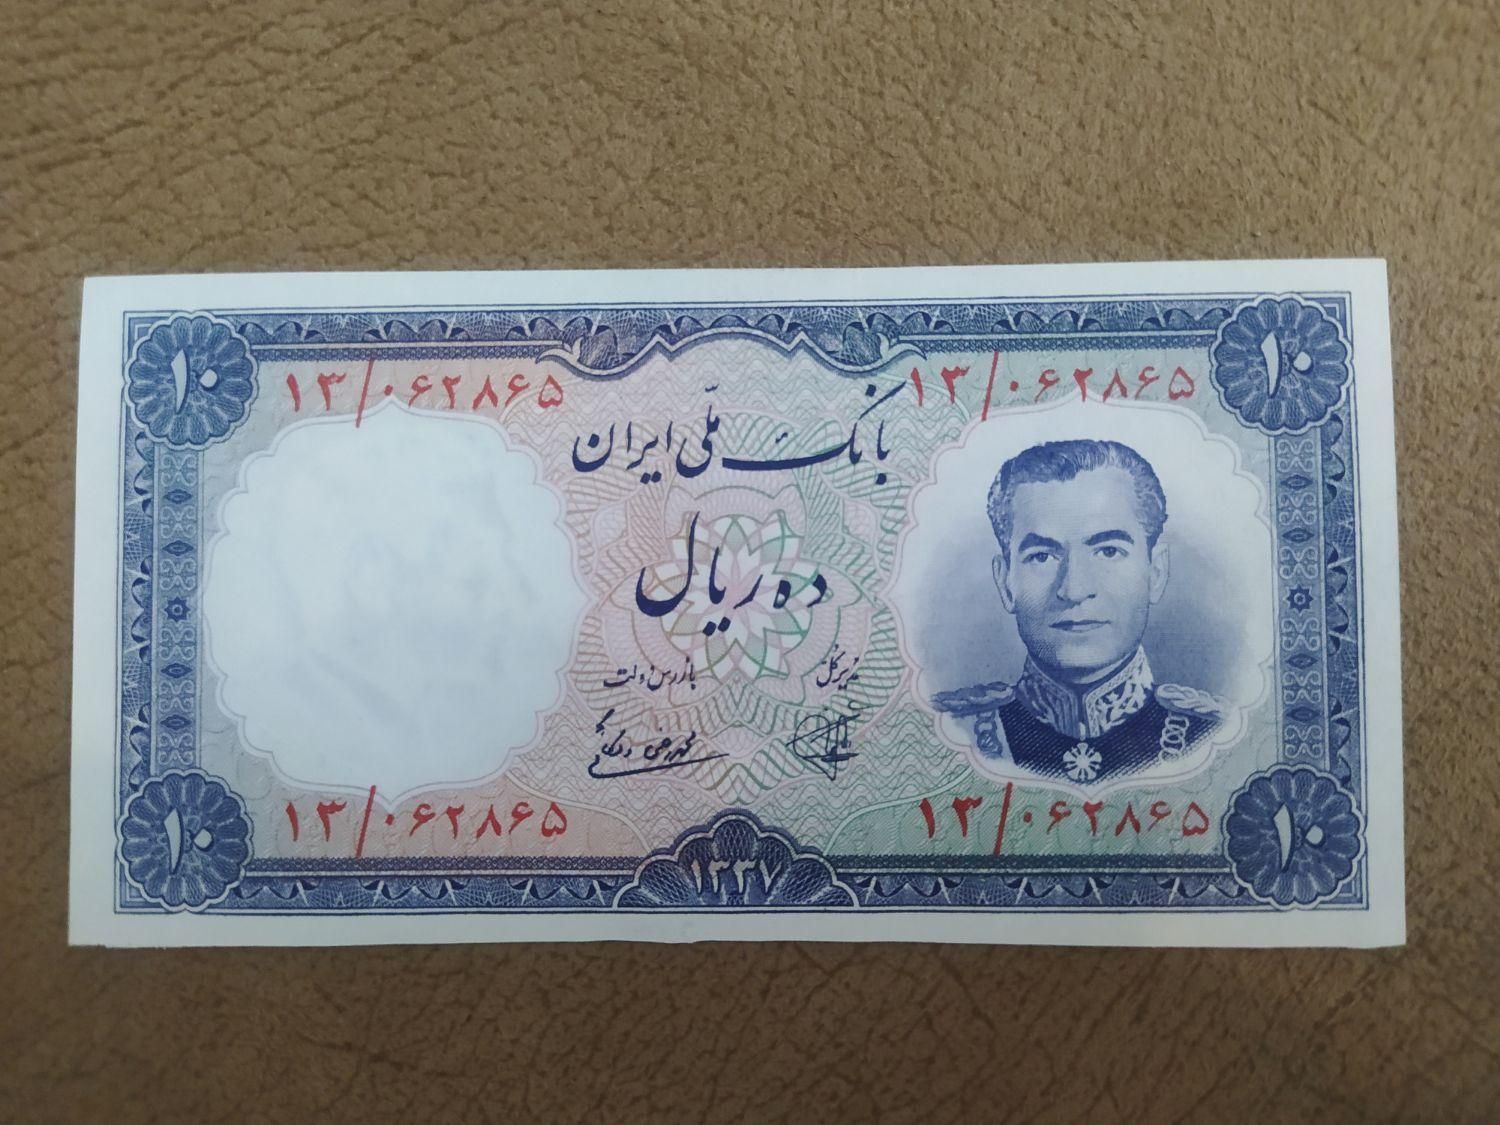 ۱۰
۱۰
۱۳/۰۶۲۸۶۵
۱۳/۰۶۲۸۶۵
بانک ملّی ایران
ده ریال
مدیر کل
بازرس دولت
۱۳/۰۶۲۸۶۵
۱۳/۰۶۲۸۶۵
۱۰
۱۰
۱۳۳۷